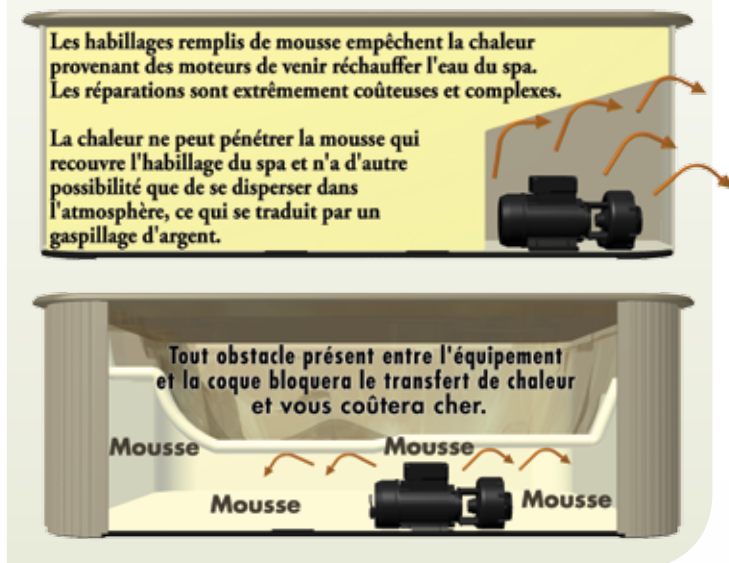 Les habillages remplis de mousse empêchent la chaleur
provenant des moteurs de venir réchauffer l'eau du spa.
Les réparations sont extrêmement coûteuses et complexes.
La chaleur ne peut pénétrer la mousse qui
recouvre l'habillage du spa et n'a d'autre
possibilité que de se disperser dans
l'atmosphère, ce qui se traduit par un
gaspillage d'argent.
Tout obstacle présent entre l'équipement
et la coque bloquera le transfert de chaleur
et vous coûtera cher.
Mousse
Mousse
Mousse
Mousse